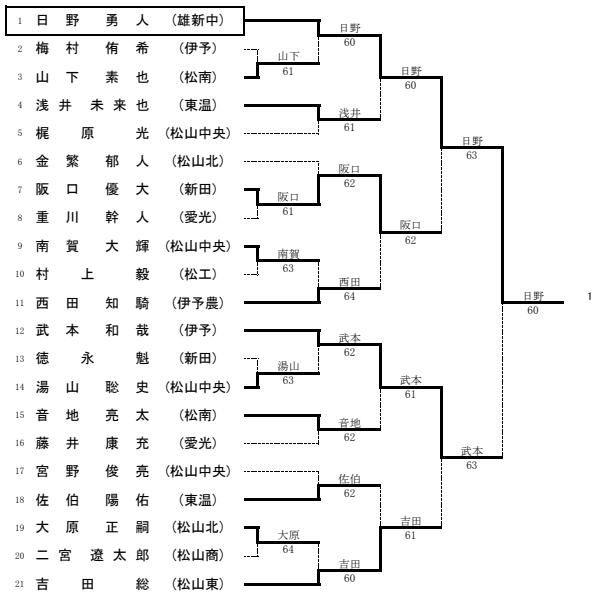 1 日 野 勇 人 (雄新中)
2 梅 村 侑 希 (伊予)
3 山 下 素 也 (松南)
4 浅 井 未 来 也 (東温)
5 梶 原 光 (松山中央)
6 金 繁 郁 人 (松山北)
7 阪 口 優 大 (新田)
8 重 川 幹 人 (愛光)
9 南 賀 大 輝 (松山中央)
10 村 上 毅 (松工)
11 西 田 知 騎 (伊予農)
12 武 本 和 哉 (伊予)
13 徳 永 魁 (新田)
14 湯 山 聡 史 (松山中央)
15 音 地 亮 太 (松南)
16 藤 井 康 充 (愛光)
17 宮 野 俊 亮 (松山中央)
18 佐 伯 陽 佑 (東温)
19 大 原 正 嗣 (松山北)
20 二 宮 遼 太 郎 (松山商)
21 吉 田 総 (松山東)
山下
61
阪口
61
南賀
63
湯山
63
大原
64
日野
60
浅井
61
阪口
62
西田
64
武本
62
音地
62
佐伯
62
吉田
60
日野
60
阪口
62
武本
61
吉田
61
日野
63
武本
63
日野
60
1